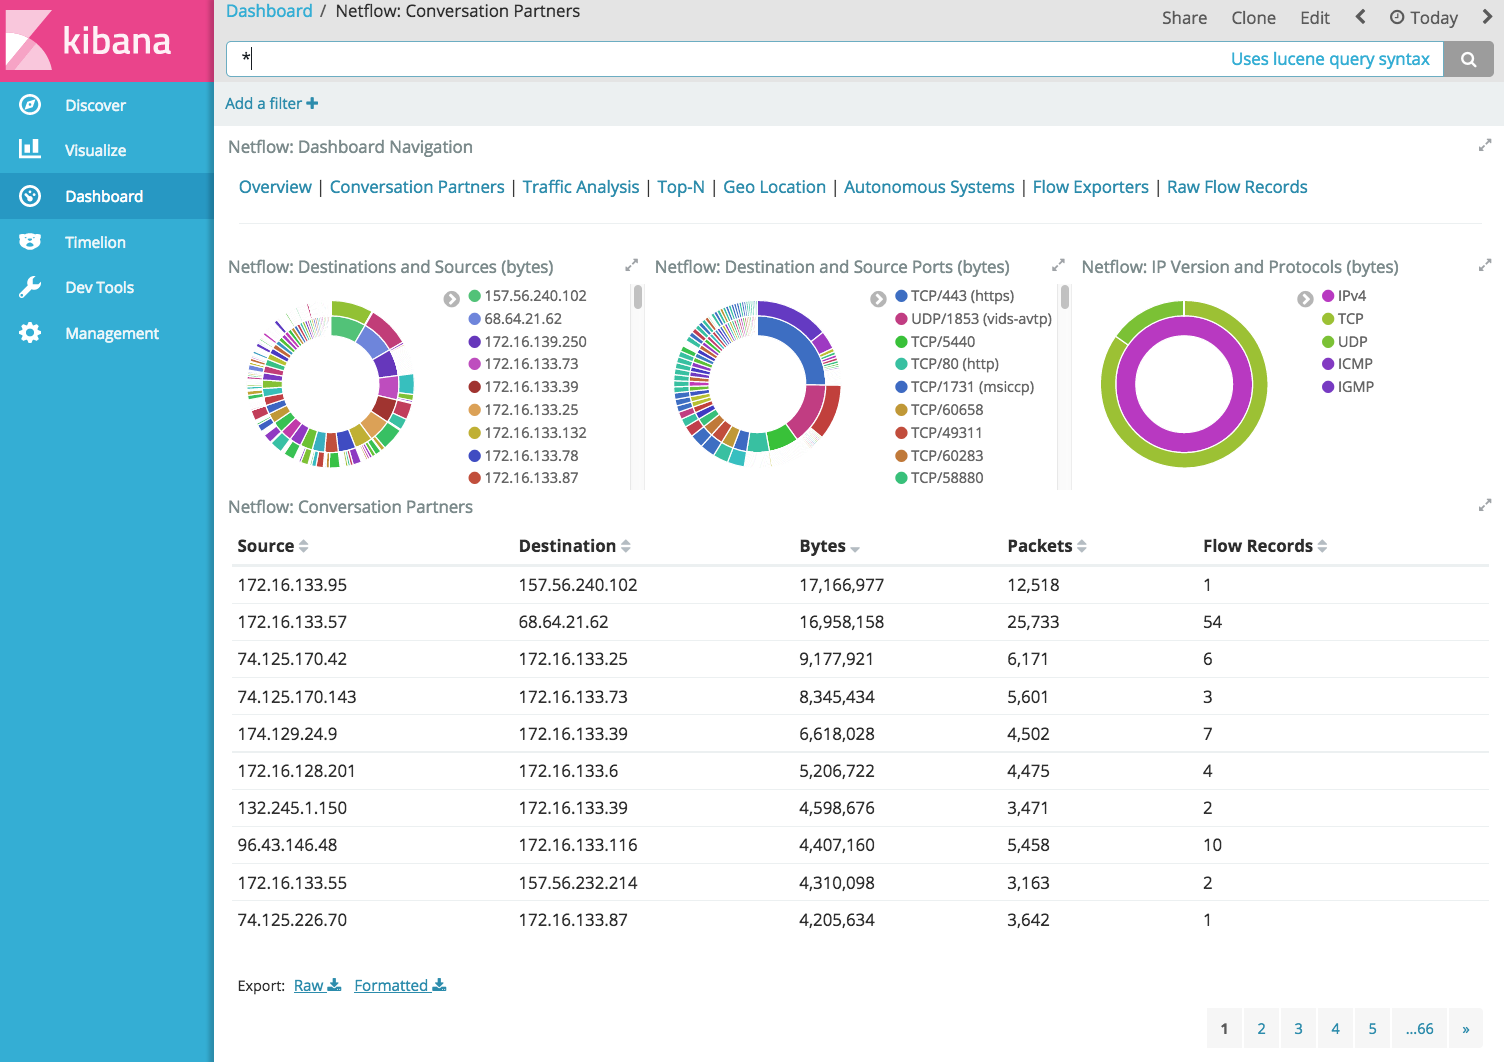 kibana
Discover
Visualize
Dashboard
Timelion
Dev Tools
Management
Dashboard / Netflow: Conversation Partners
Share Clone Edit Today
* Uses lucene query syntax
Add a filter +
Netflow: Dashboard Navigation
Overview | Conversation Partners | Traffic Analysis | Top-N | Geo Location | Autonomous Systems | Flow Exporters | Raw Flow Records
Netflow: Destinations and Sources (bytes)
157.56.240.102
68.64.21.62
172.16.139.250
172.16.133.73
172.16.133.39
172.16.133.25
172.16.133.132
172.16.133.78
172.16.133.87
Netflow: Destination and Source Ports (bytes)
TCP/443 (https)
UDP/1853 (vids-avtp)
TCP/5440
TCP/80 (http)
TCP/1731 (msiccp)
TCP/60658
TCP/49311
TCP/60283
TCP/58880
Netflow: IP Version and Protocols (bytes)
IPv4
TCP
UDP
ICMP
IGMP
Netflow: Conversation Partners
Source Destination Bytes Packets Flow Records
172.16.133.95 157.56.240.102 17,166,977 12,518 1
172.16.133.57 68.64.21.62 16,958,158 25,733 54
74.125.170.42 172.16.133.25 9,177,921 6,171 6
74.125.170.143 172.16.133.73 8,345,434 5,601 3
174.129.24.9 172.16.133.39 6,618,028 4,502 7
172.16.128.201 172.16.133.6 5,206,722 4,475 4
132.245.1.150 172.16.133.39 4,598,676 3,471 2
96.43.146.48 172.16.133.116 4,407,160 5,458 10
172.16.133.55 157.56.232.214 4,310,098 3,163 2
74.125.226.70 172.16.133.87 4,205,634 3,642 1
Export: Raw Formatted
1 2 3 4 5 ...66 »